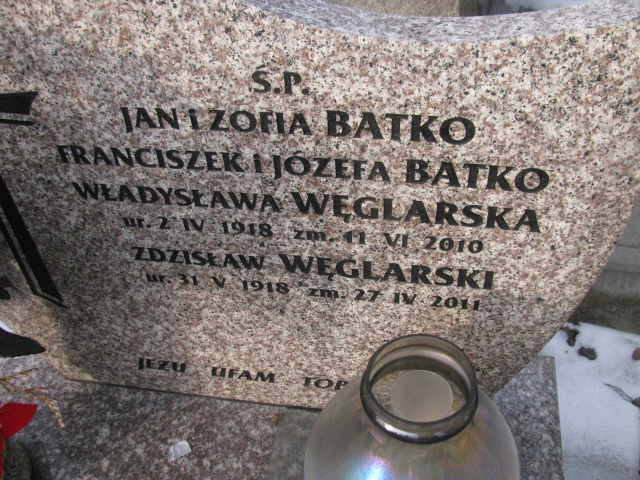 Ś.P.
JAN i ZOFIA BATKO
FRANCISZEK i JÓZEFA BATKO
WŁADYSŁAWA WĘGLARSKA
ur. 2 IV 1918 zm. 11 VI 2010
ZDZISŁAW WĘGLARSKI
ur. 31 V 1918 zm. 27 IV 2011
JEZU UFAM